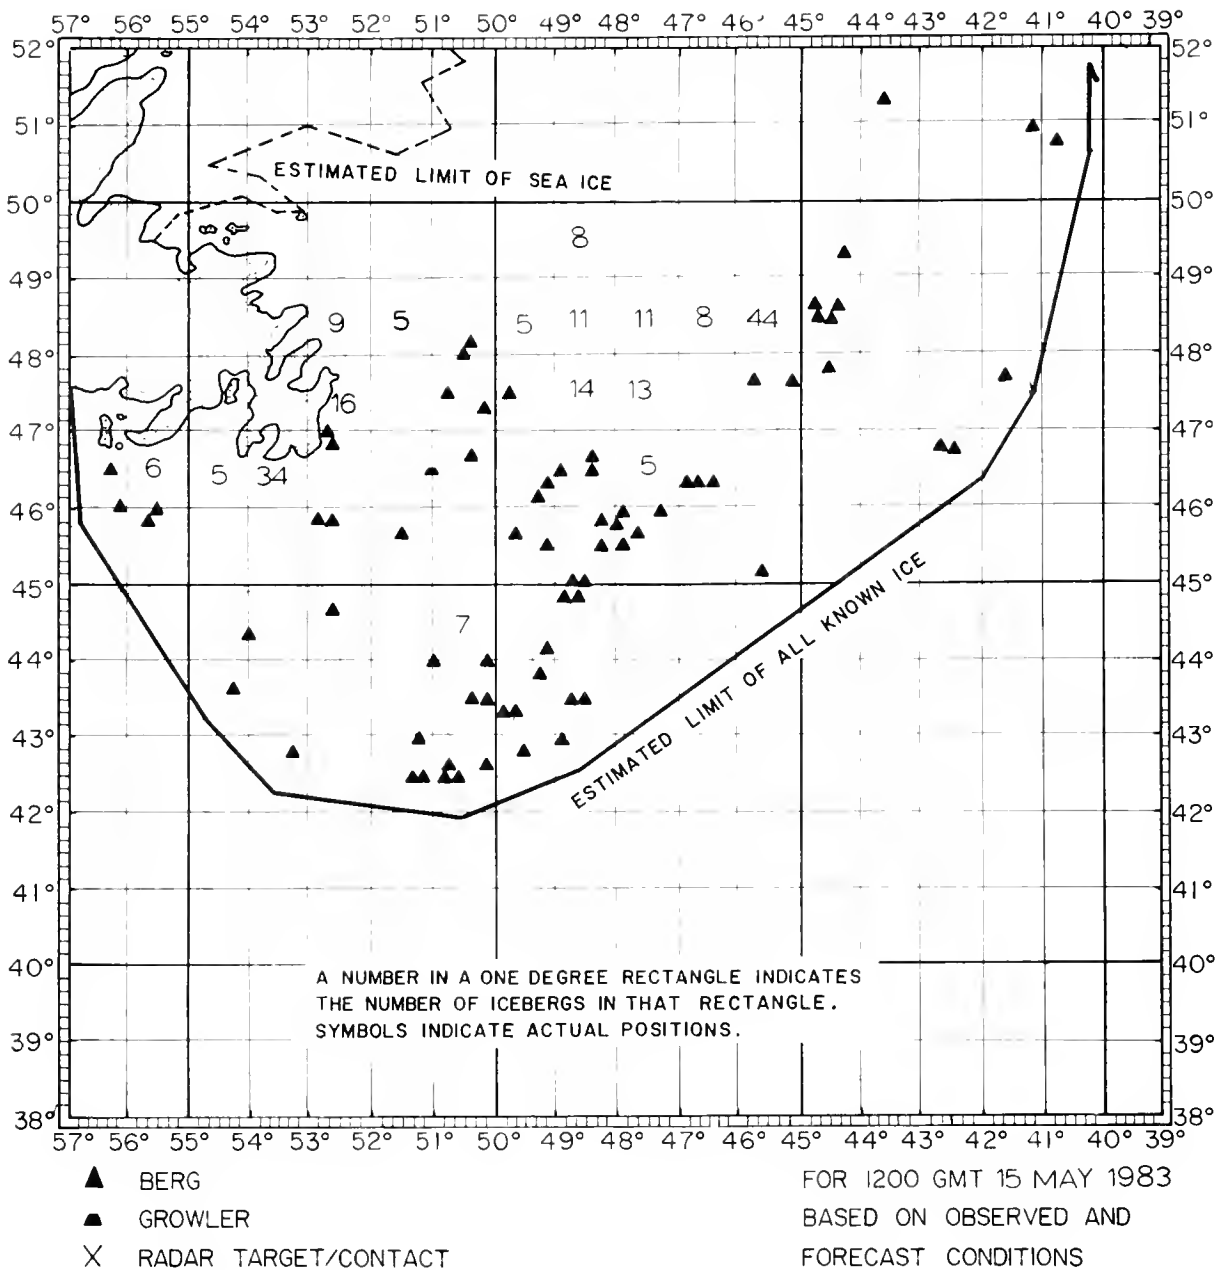 57° 56° 55° 54° 53° 52° 51° 50° 49° 48° 47° 46° 45° 44° 43° 42° 41° 40° 39°
52° 52°
51° 51°
ESTIMATED LIMIT OF SEA ICE
50° 50°
8
49° 49°
9 5 5 11 11 8 44
48° 48°
14 13
16
47° 47°
6 5 34 5
46° 46°
45° 45°
ESTIMATED LIMIT OF ALL KNOWN ICE
7
44° 44°
43° 43°
42° 42°
41° 41°
40° 40°
A NUMBER IN A ONE DEGREE RECTANGLE INDICATES
THE NUMBER OF ICEBERGS IN THAT RECTANGLE.
SYMBOLS INDICATE ACTUAL POSITIONS.
39° 39°
38° 38°
57° 56° 55° 54° 53° 52° 51° 50° 49° 48° 47° 46° 45° 44° 43° 42° 41° 40° 39°
BERG
GROWLER
RADAR TARGET/CONTACT
FOR 1200 GMT 15 MAY 1983
BASED ON OBSERVED AND
FORECAST CONDITIONS